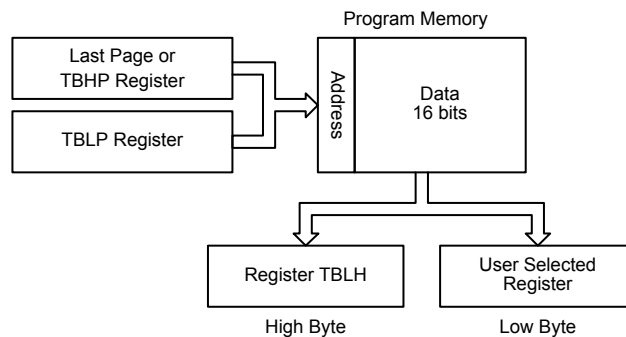 Program Memory
Last Page or
TBHP Register
TBLP Register
Address
Data
16 bits
Register TBLH
User Selected
Register
High Byte
Low Byte